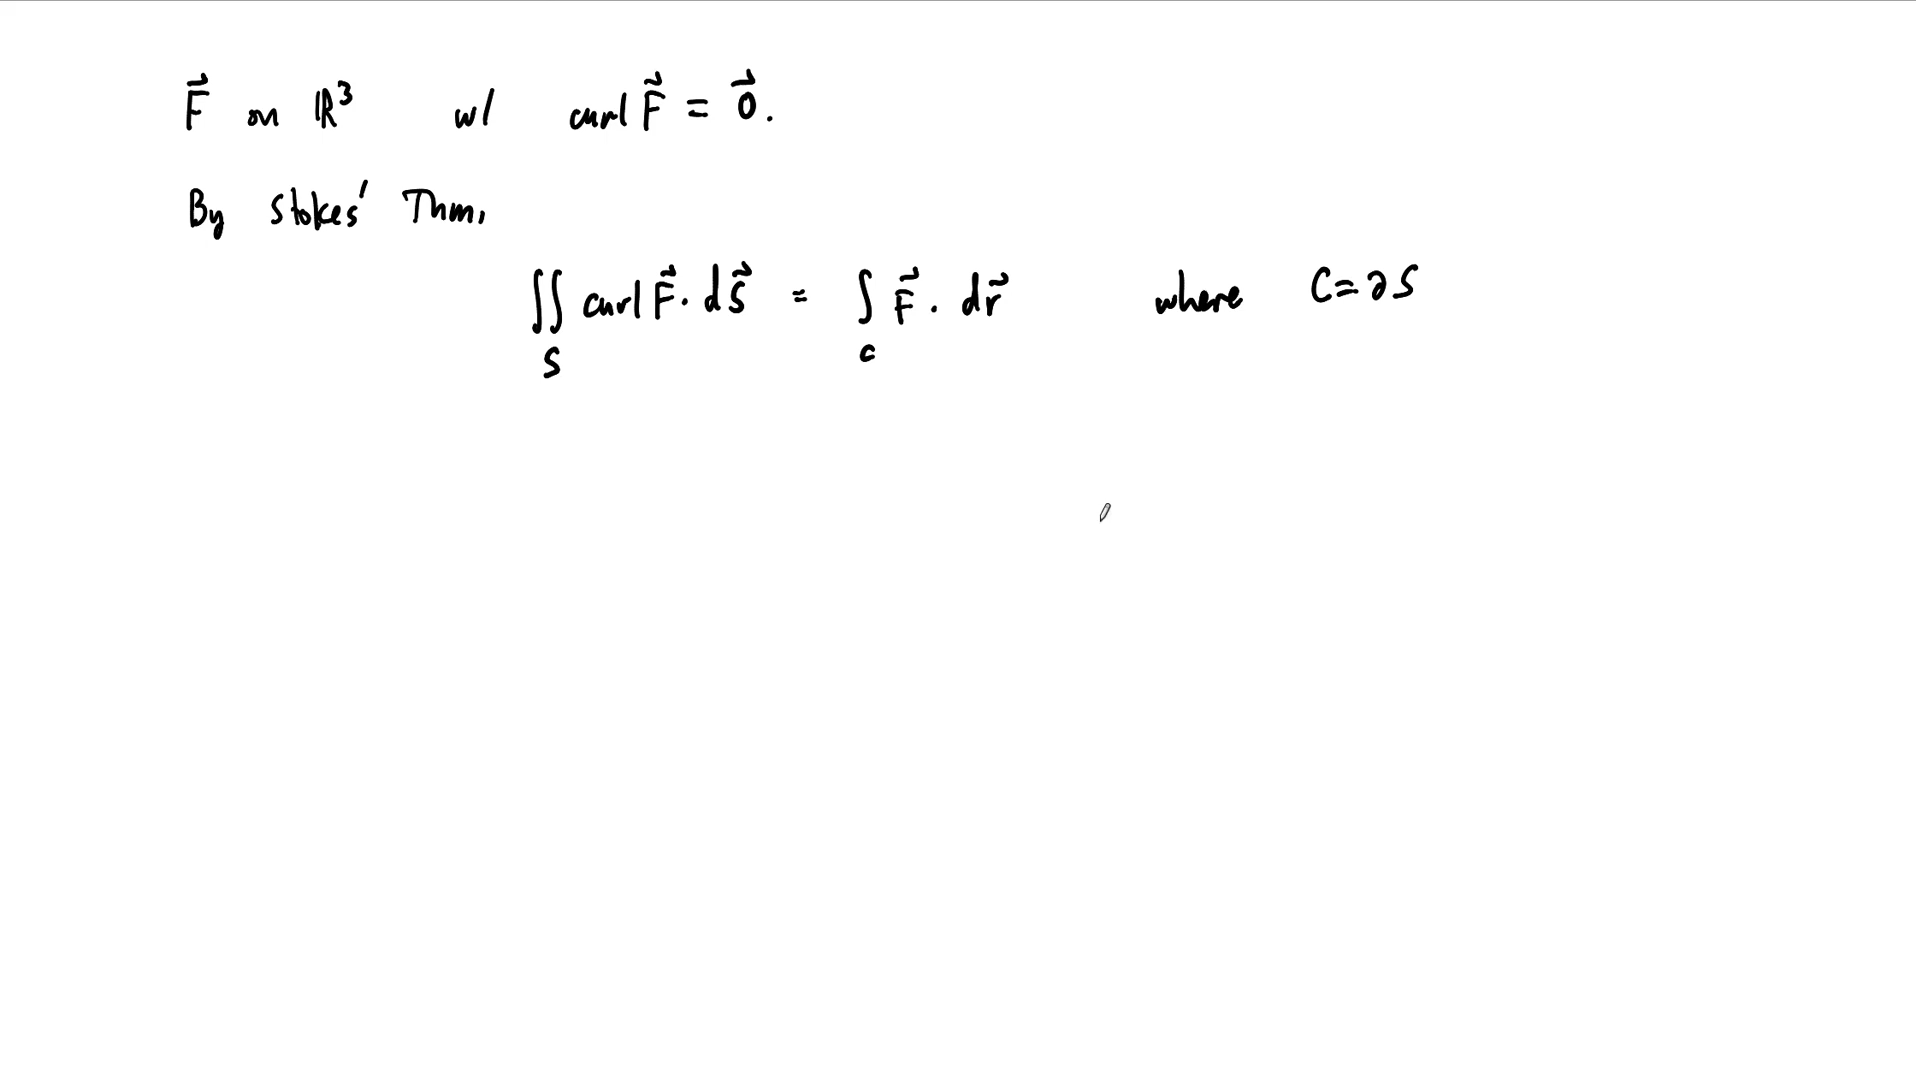 F⃗ on ℝ³ w/ curl F⃗ = 0⃗.
By Stokes' Thm,
∬_S curl F⃗ · dS⃗ = ∫_C F⃗ · dr⃗ where C = ∂S